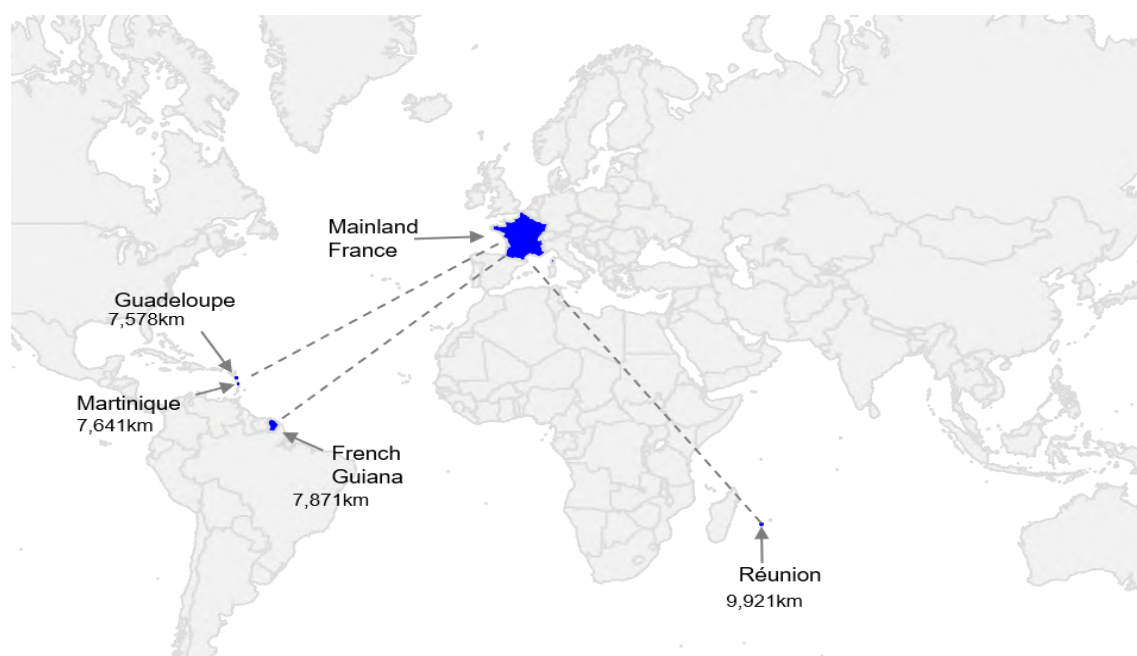 Mainland
France
Guadeloupe
7,578km
Martinique
7,641km
French
Guiana
7,871km
Réunion
9,921km